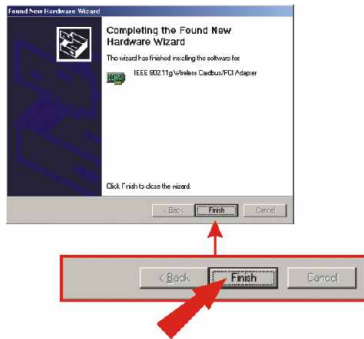 Found New Hardware Wizard
Completing the Found New
Hardware Wizard
The wizard has finished installing the software for:
IEEE 802.11g Wireless Cardbus/PCI Adapter
Click Finish to close the wizard.
< Back Finish Cancel
< Back Finish Cancel